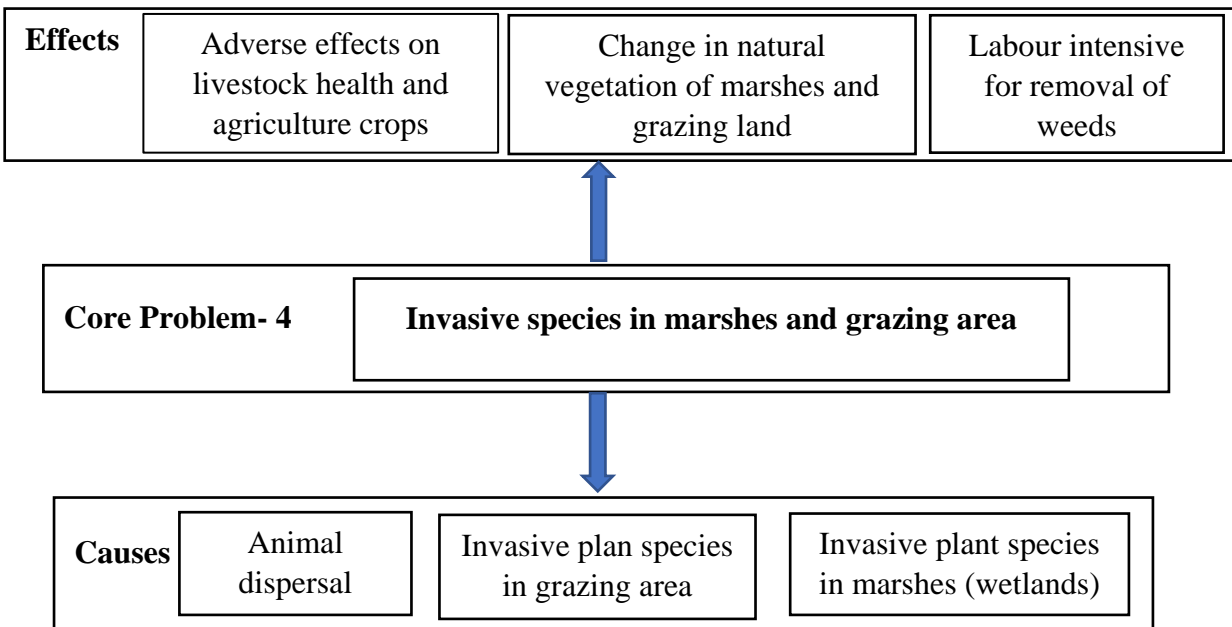 Effects
Adverse effects on
livestock health and
agriculture crops
Change in natural
vegetation of marshes and
grazing land
Labour intensive
for removal of
weeds
Core Problem- 4
Invasive species in marshes and grazing area
Causes
Animal
dispersal
Invasive plan species
in grazing area
Invasive plant species
in marshes (wetlands)